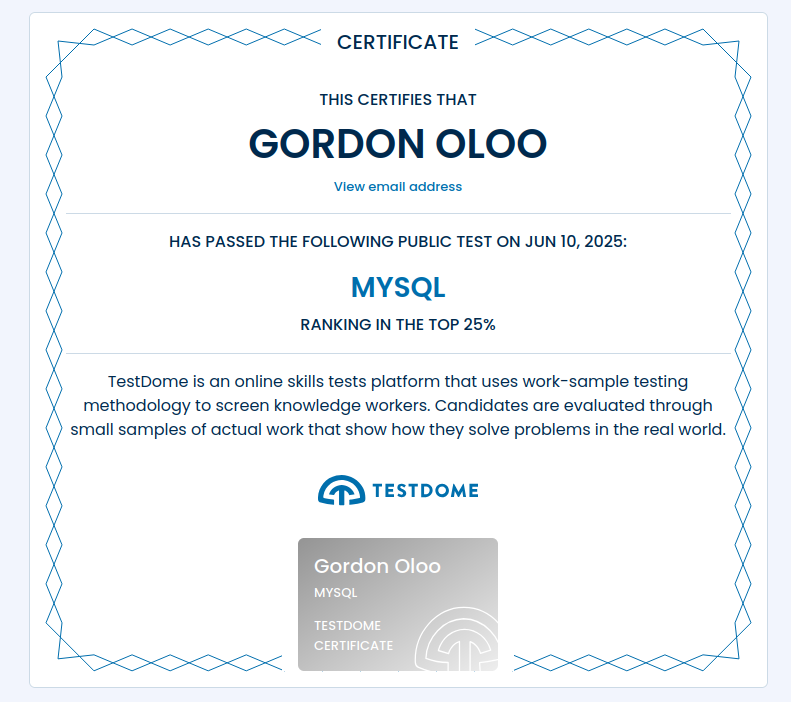 CERTIFICATE
THIS CERTIFIES THAT
GORDON OLOO
View email address
HAS PASSED THE FOLLOWING PUBLIC TEST ON JUN 10, 2025:
MYSQL
RANKING IN THE TOP 25%
TestDome is an online skills tests platform that uses work-sample testing
methodology to screen knowledge workers. Candidates are evaluated through
small samples of actual work that show how they solve problems in the real world.
TESTDOME
Gordon Oloo
MYSQL
TESTDOME
CERTIFICATE